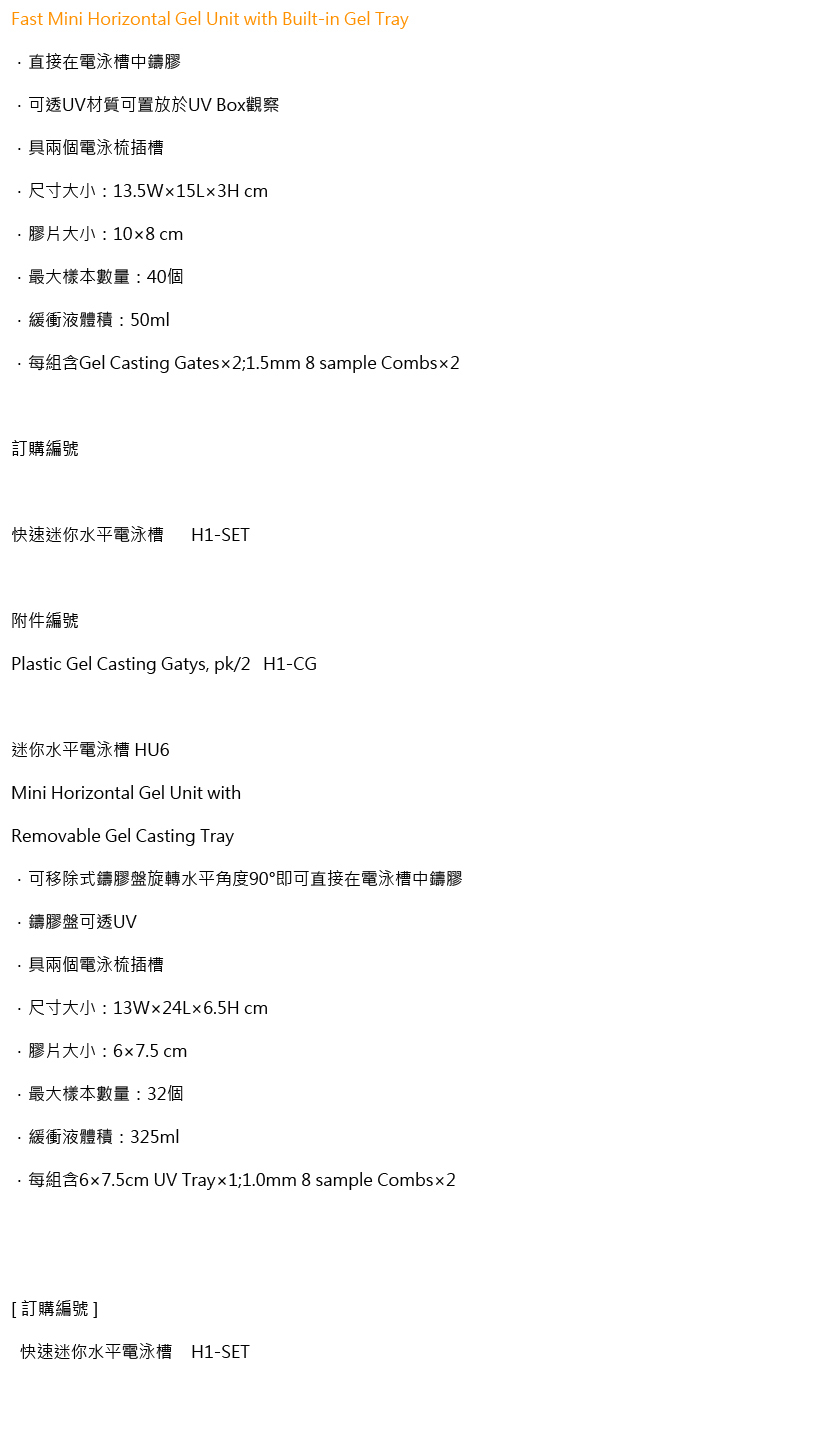 Fast Mini Horizontal Gel Unit with Built-in Gel Tray
．直接在電泳槽中鑄膠
．可透UV材質可置放於UV Box觀察
．具兩個電泳梳插槽
．尺寸大小：13.5W×15L×3H cm
．膠片大小：10×8 cm
．最大樣本數量：40個
．緩衝液體積：50ml
．每組含Gel Casting Gates×2;1.5mm 8 sample Combs×2
訂購編號
快速迷你水平電泳槽 H1-SET
附件編號
Plastic Gel Casting Gatys, pk/2 H1-CG
迷你水平電泳槽 HU6
Mini Horizontal Gel Unit with
Removable Gel Casting Tray
．可移除式鑄膠盤旋轉水平角度90°即可直接在電泳槽中鑄膠
．鑄膠盤可透UV
．具兩個電泳梳插槽
．尺寸大小：13W×24L×6.5H cm
．膠片大小：6×7.5 cm
．最大樣本數量：32個
．緩衝液體積：325ml
．每組含6×7.5cm UV Tray×1;1.0mm 8 sample Combs×2
[ 訂購編號 ]
快速迷你水平電泳槽 H1-SET